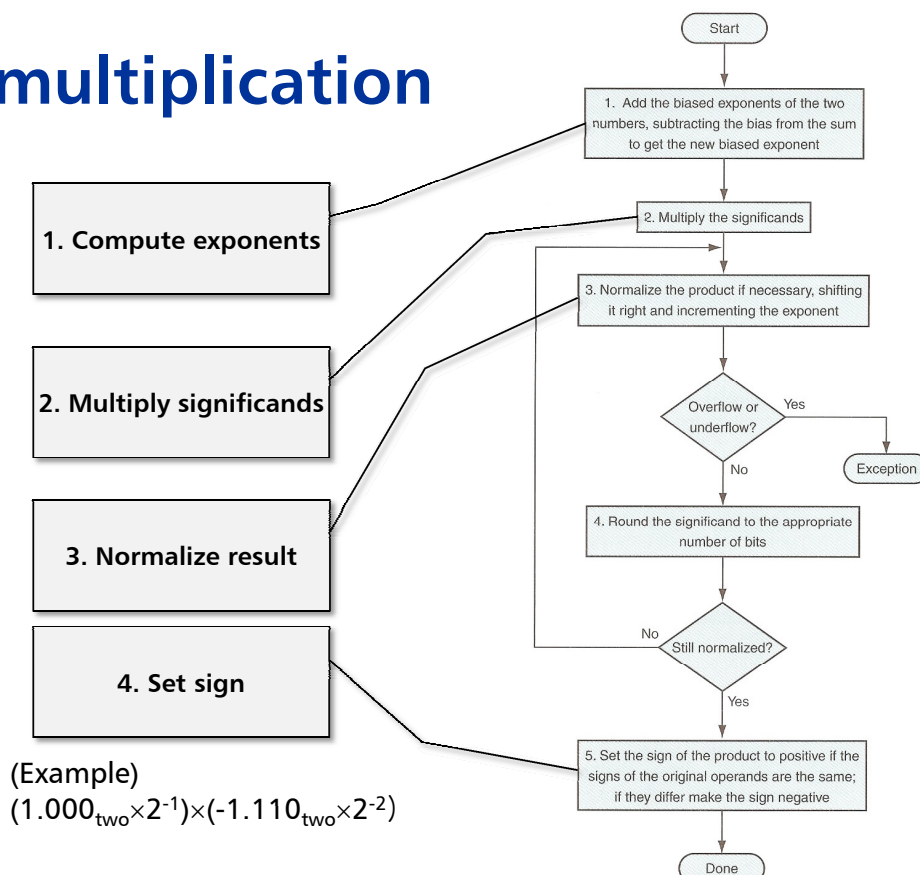 multiplication
1. Compute exponents
2. Multiply significands
3. Normalize result
4. Set sign
(Example)
(1.000two×2-1)×(-1.110two×2-2)
Start
1. Add the biased exponents of the two
numbers, subtracting the bias from the sum
to get the new biased exponent
2. Multiply the significands
3. Normalize the product if necessary, shifting
it right and incrementing the exponent
Overflow or
underflow?
Yes
Exception
No
4. Round the significand to the appropriate
number of bits
No
Still normalized?
Yes
5. Set the sign of the product to positive if the
signs of the original operands are the same;
if they differ make the sign negative
Done